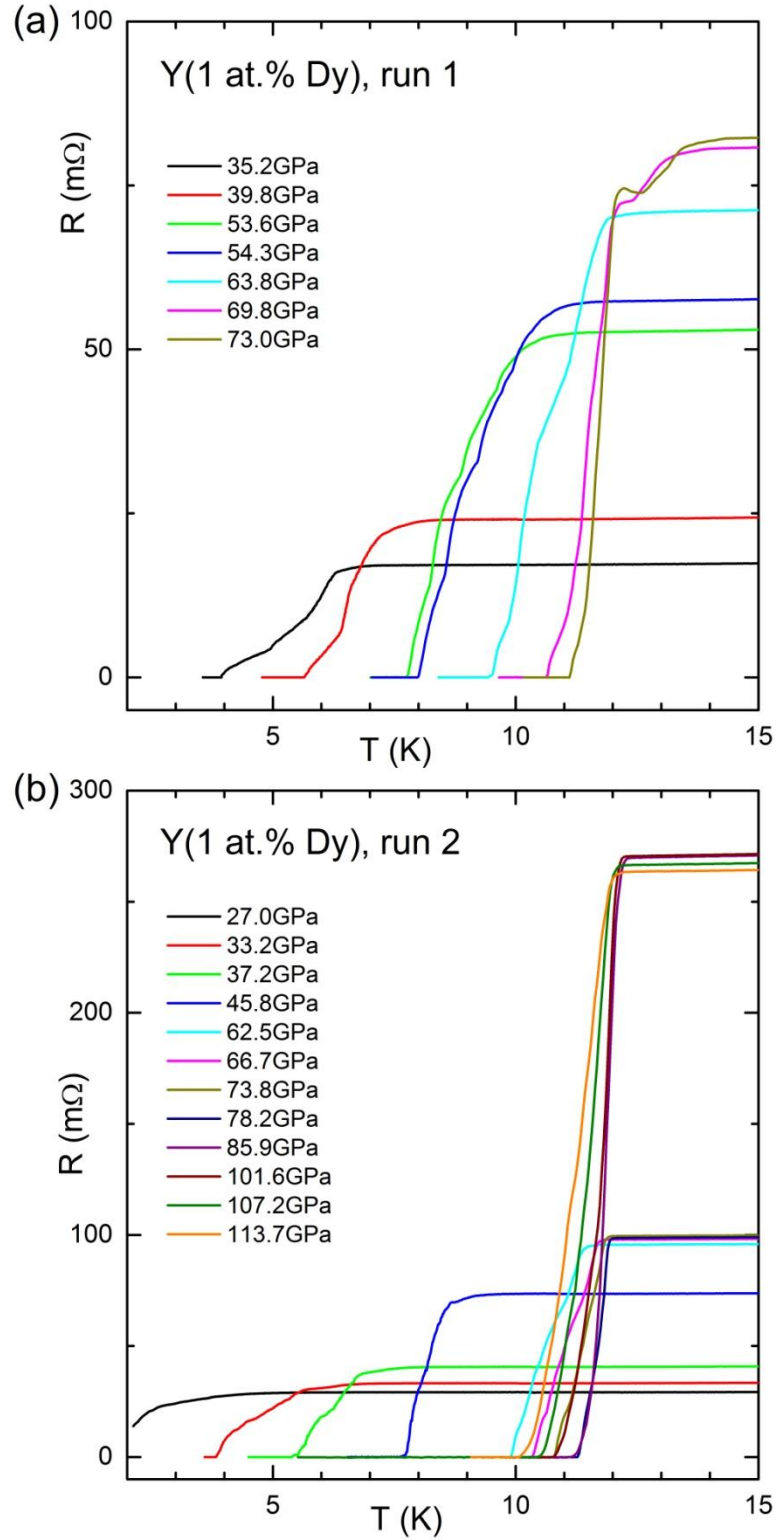 (a)
100
Y(1 at.% Dy), run 1
35.2GPa
39.8GPa
53.6GPa
54.3GPa
63.8GPa
69.8GPa
73.0GPa
R (mΩ)
50
0
5
10
15
T (K)
(b)
300
Y(1 at.% Dy), run 2
27.0GPa
33.2GPa
37.2GPa
45.8GPa
62.5GPa
66.7GPa
73.8GPa
78.2GPa
85.9GPa
101.6GPa
107.2GPa
113.7GPa
R (mΩ)
200
100
0
5
10
15
T (K)